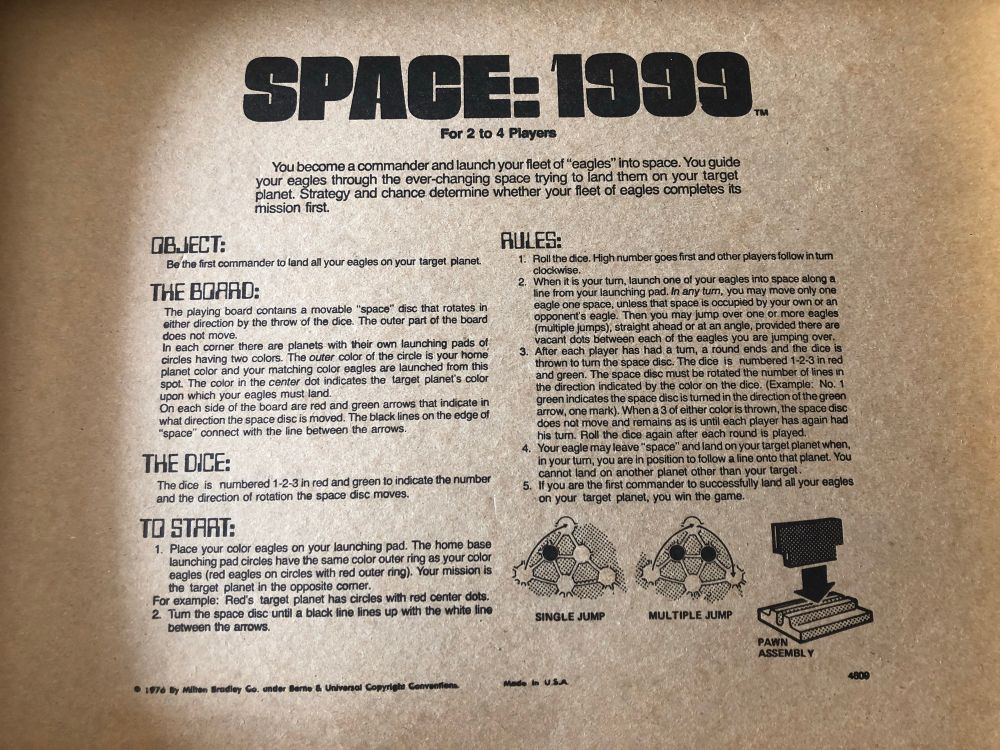 SPACE: 1999™
For 2 to 4 Players
You become a commander and launch your fleet of "eagles" into space. You guide
your eagles through the ever-changing space trying to land them on your target
planet. Strategy and chance determine whether your fleet of eagles completes its
mission first.
OBJECT:
Be the first commander to land all your eagles on your target planet.
THE BOARD:
The playing board contains a movable "space" disc that rotates in
either direction by the throw of the dice. The outer part of the board
does not move.
In each corner there are planets with their own launching pads of
circles having two colors. The outer color of the circle is your home
planet color and your matching color eagles are launched from this
spot. The color in the center dot indicates the target planet's color
upon which your eagles must land.
On each side of the board are red and green arrows that indicate in
what direction the space disc is moved. The black lines on the edge of
"space" connect with the line between the arrows.
THE DICE:
The dice is numbered 1-2-3 in red and green to indicate the number
and the direction of rotation the space disc moves.
TO START:
1. Place your color eagles on your launching pad. The home base
launching pad circles have the same color outer ring as your color
eagles (red eagles on circles with red outer ring). Your mission is
the target planet in the opposite corner.
For example: Red's target planet has circles with red center dots.
2. Turn the space disc until a black line lines up with the white line
between the arrows.
RULES:
1. Roll the dice. High number goes first and other players follow in turn
clockwise.
2. When it is your turn, launch one of your eagles into space along a
line from your launching pad. In any turn, you may move only one
eagle one space, unless that space is occupied by your own or an
opponent's eagle. Then you may jump over one or more eagles
(multiple jumps), straight ahead or at an angle, provided there are
vacant dots between each of the eagles you are jumping over.
3. After each player has had a turn, a round ends and the dice is
thrown to turn the space disc. The dice is numbered 1-2-3 in red
and green. The space disc must be rotated the number of lines in
the direction indicated by the color on the dice. (Example: No. 1
green indicates the space disc is turned in the direction of the green
arrow, one mark). When a 3 of either color is thrown, the space disc
does not move and remains as is until each player has again had
his turn. Roll the dice again after each round is played.
4. Your eagle may leave "space" and land on your target planet when,
in your turn, you are in position to follow a line onto that planet. You
cannot land on another planet other than your target.
5. If you are the first commander to successfully land all your eagles
on your target planet, you win the game.
SINGLE JUMP
MULTIPLE JUMP
PAWN
ASSEMBLY
© 1976 By Milton Bradley Co. under Berne & Universal Copyright Conventions.
Made in U.S.A.
4809